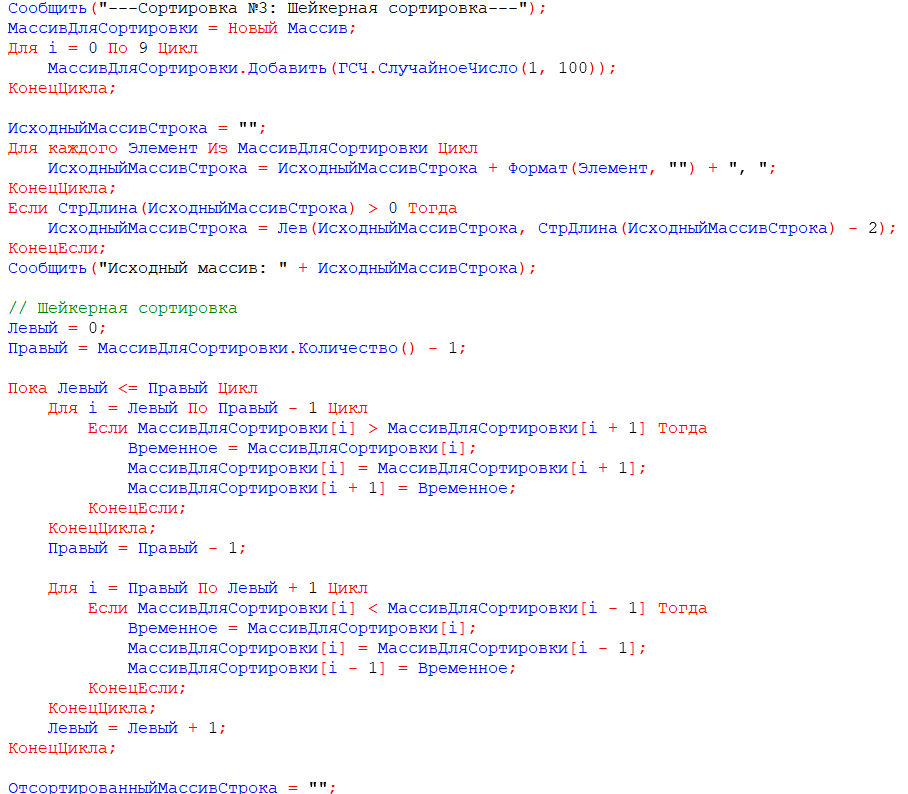 Сообщить("---Сортировка №3: Шейкерная сортировка---");
МассивДляСортировки = Новый Массив;
Для i = 0 По 9 Цикл
    МассивДляСортировки.Добавить(ГСЧ.СлучайноеЧисло(1, 100));
КонецЦикла;

ИсходныйМассивСтрока = "";
Для каждого Элемент Из МассивДляСортировки Цикл
    ИсходныйМассивСтрока = ИсходныйМассивСтрока + Формат(Элемент, "") + ", ";
КонецЦикла;
Если СтрДлина(ИсходныйМассивСтрока) > 0 Тогда
    ИсходныйМассивСтрока = Лев(ИсходныйМассивСтрока, СтрДлина(ИсходныйМассивСтрока) - 2);
КонецЕсли;
Сообщить("Исходный массив: " + ИсходныйМассивСтрока);

// Шейкерная сортировка
Левый = 0;
Правый = МассивДляСортировки.Количество() - 1;

Пока Левый <= Правый Цикл
    Для i = Левый По Правый - 1 Цикл
        Если МассивДляСортировки[i] > МассивДляСортировки[i + 1] Тогда
            Временное = МассивДляСортировки[i];
            МассивДляСортировки[i] = МассивДляСортировки[i + 1];
            МассивДляСортировки[i + 1] = Временное;
        КонецЕсли;
    КонецЦикла;
    Правый = Правый - 1;

    Для i = Правый По Левый + 1 Цикл
        Если МассивДляСортировки[i] < МассивДляСортировки[i - 1] Тогда
            Временное = МассивДляСортировки[i];
            МассивДляСортировки[i] = МассивДляСортировки[i - 1];
            МассивДляСортировки[i - 1] = Временное;
        КонецЕсли;
    КонецЦикла;
    Левый = Левый + 1;
КонецЦикла;

ОтсортированныйМассивСтрока = "";